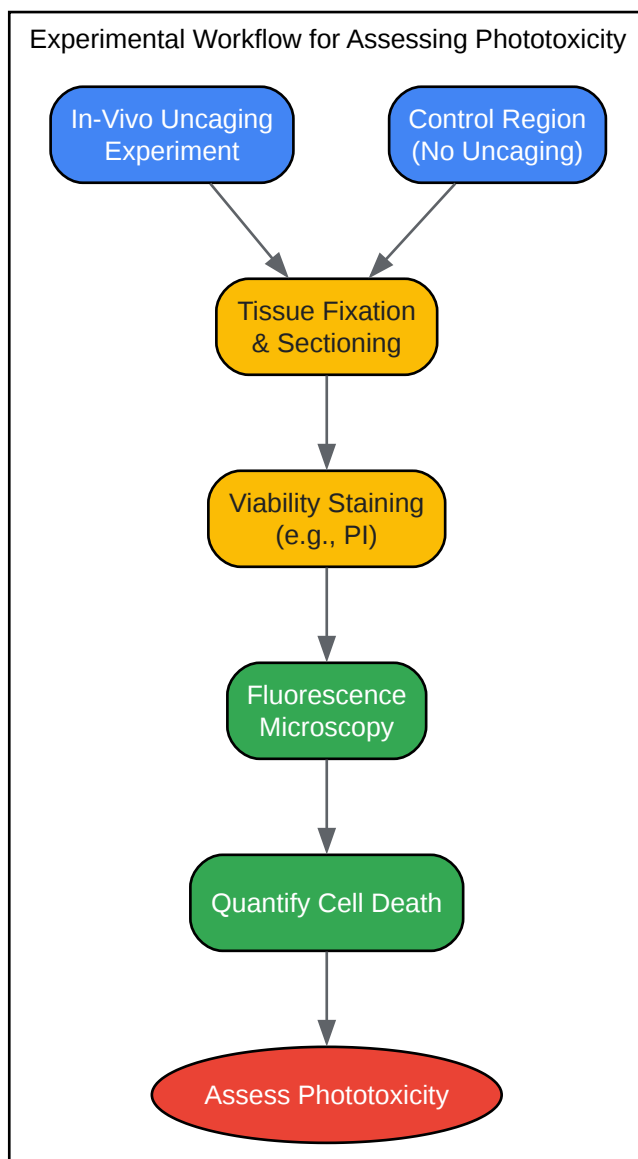 Experimental Workflow for Assessing Phototoxicity
In-Vivo Uncaging
Experiment
Control Region
(No Uncaging)
Tissue Fixation
& Sectioning
Viability Staining
(e.g., PI)
Fluorescence
Microscopy
Quantify Cell Death
Assess Phototoxicity